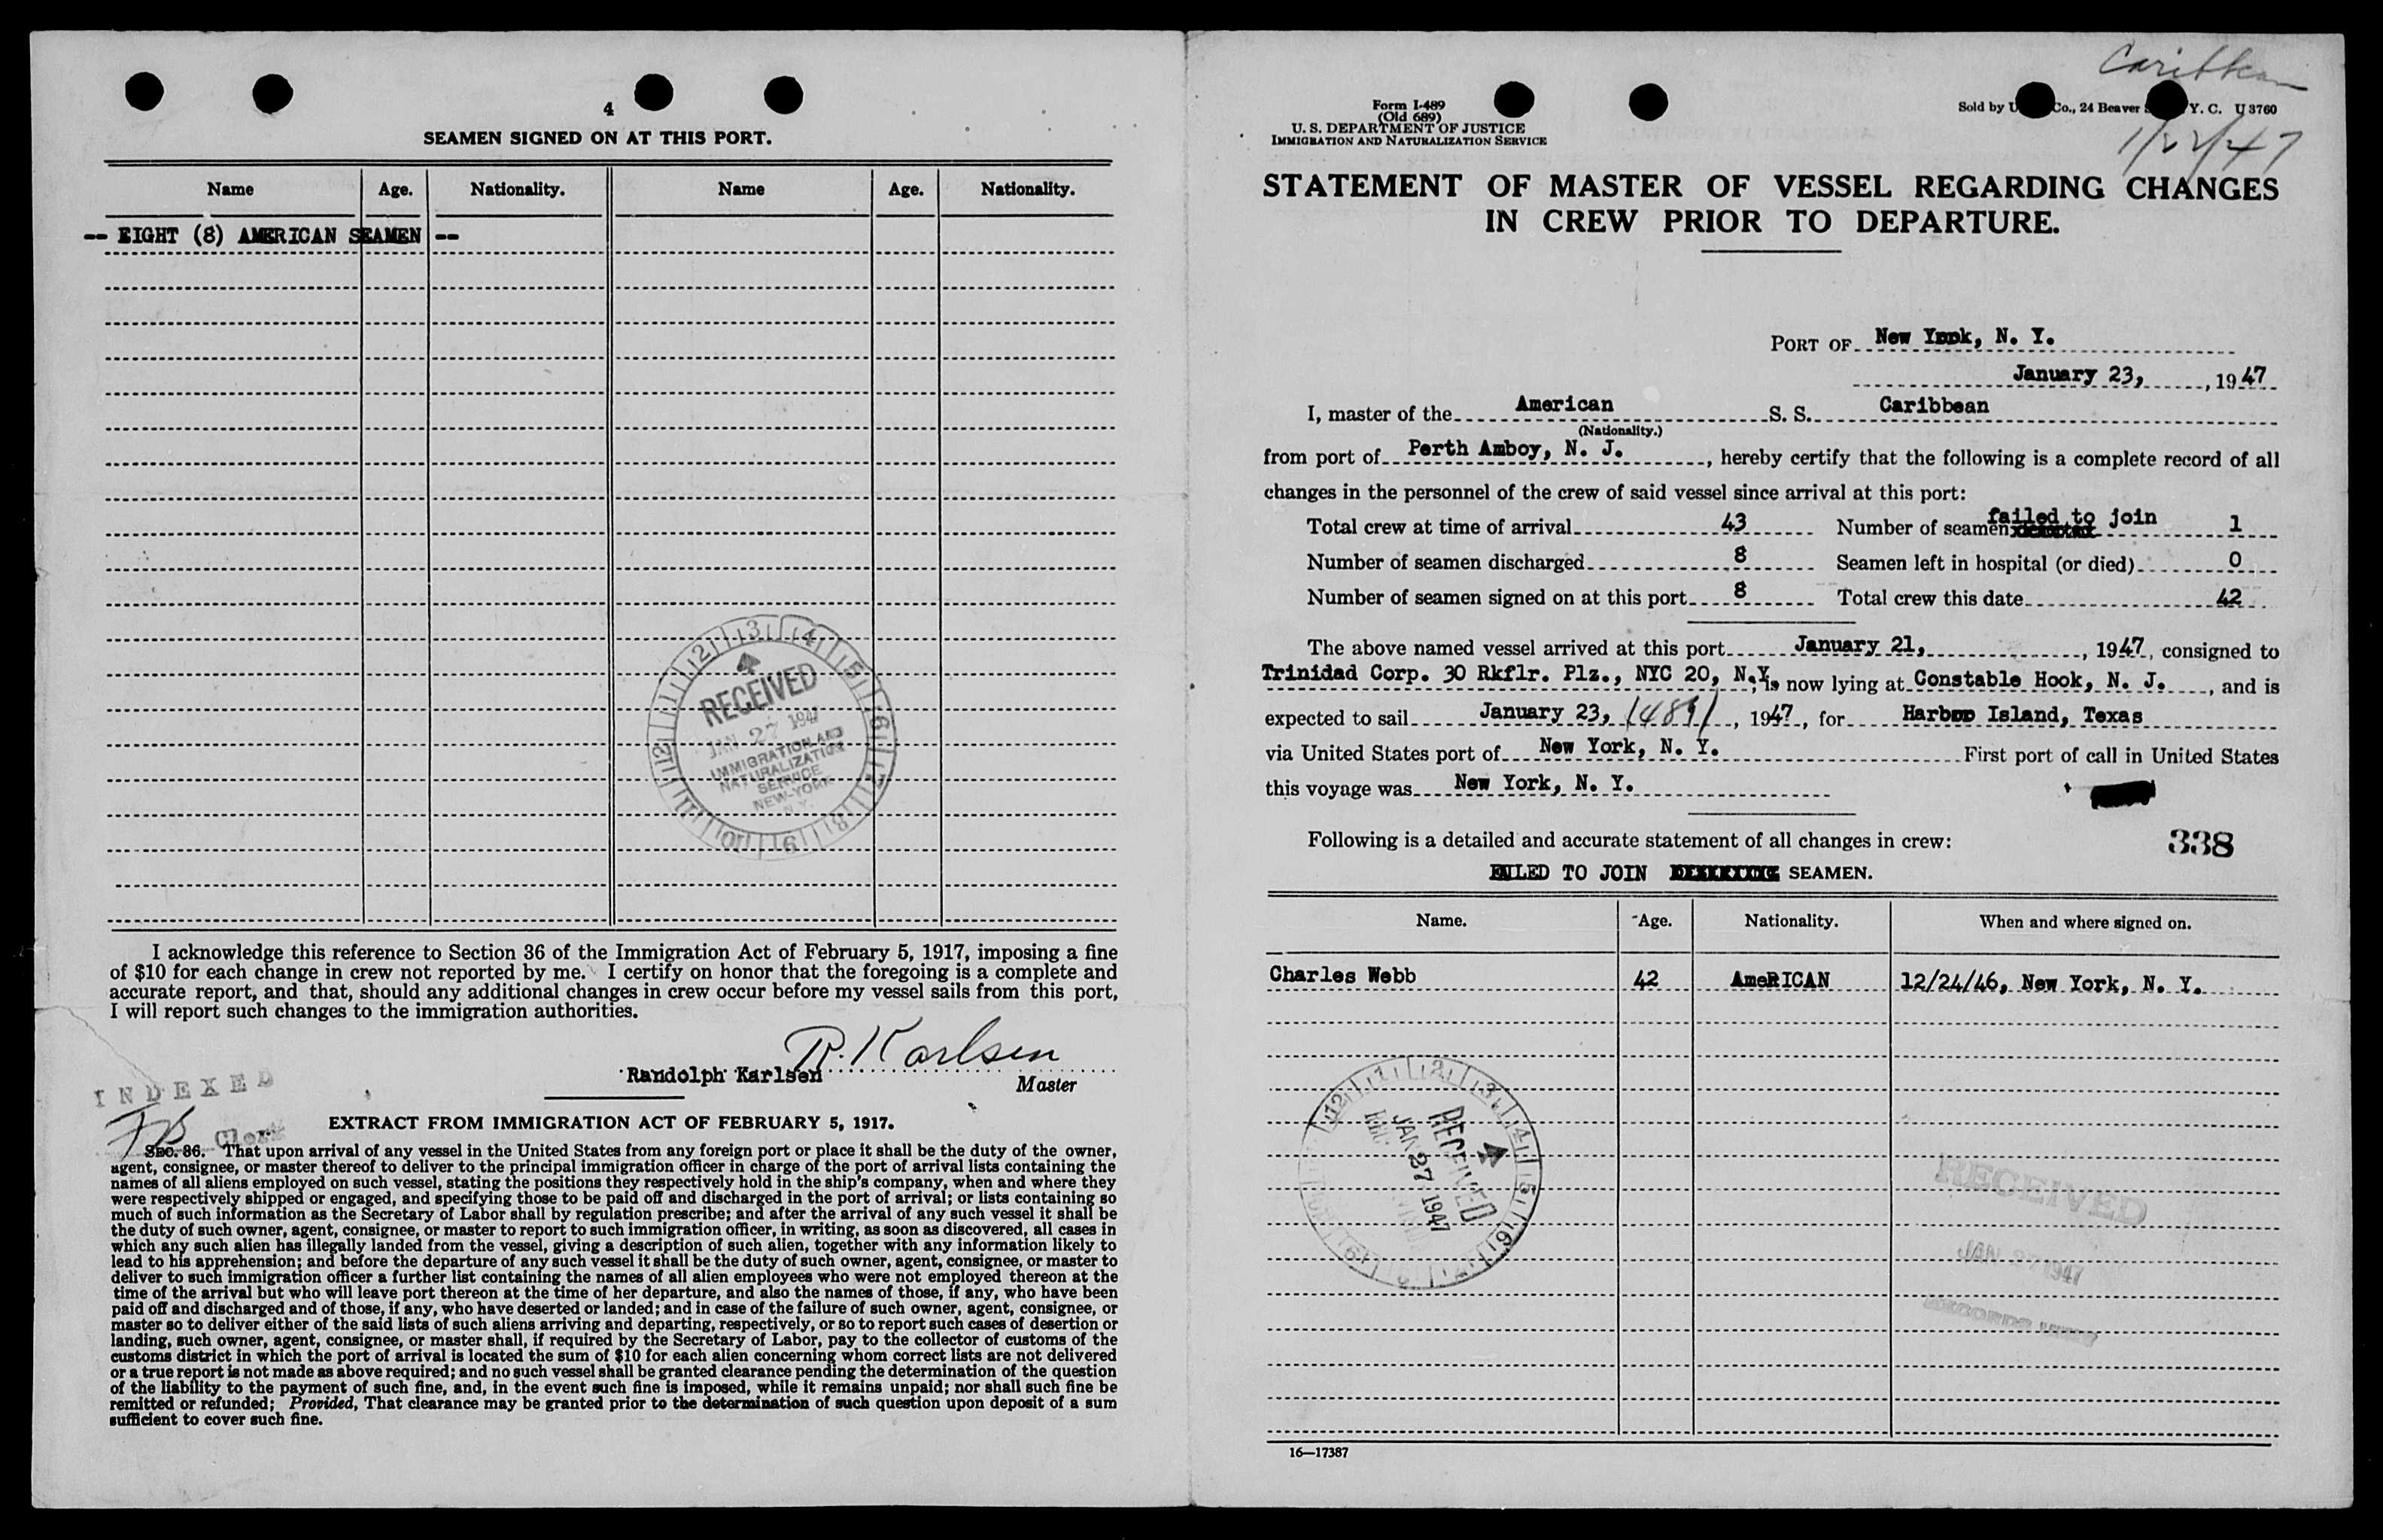 4
SEAMEN SIGNED ON AT THIS PORT.
Name Age. Nationality. Name Age. Nationality.
-- EIGHT (8) AMERICAN SEAMEN --
RECEIVED
JAN 27 1947
IMMIGRATION AND
NATURALIZATION
SERVICE
NEW-YORK
N.Y.
I acknowledge this reference to Section 36 of the Immigration Act of February 5, 1917, imposing a fine
of $10 for each change in crew not reported by me. I certify on honor that the foregoing is a complete and
accurate report, and that, should any additional changes in crew occur before my vessel sails from this port,
I will report such changes to the immigration authorities.
R. Karlsen
Randolph Karlsen
Master
INDEXED
Clerk
EXTRACT FROM IMMIGRATION ACT OF FEBRUARY 5, 1917.
SEC. 36. That upon arrival of any vessel in the United States from any foreign port or place it shall be the duty of the owner,
agent, consignee, or master thereof to deliver to the principal immigration officer in charge of the port of arrival lists containing the
names of all aliens employed on such vessel, stating the positions they respectively hold in the ship's company, when and where they
were respectively shipped or engaged, and specifying those to be paid off and discharged in the port of arrival; or lists containing so
much of such information as the Secretary of Labor shall by regulation prescribe; and after the arrival of any such vessel it shall be
the duty of such owner, agent, consignee, or master to report to such immigration officer, in writing, as soon as discovered, all cases in
which any such alien has illegally landed from the vessel, giving a description of such alien, together with any information likely to
lead to his apprehension; and before the departure of any such vessel it shall be the duty of such owner, agent, consignee, or master to
deliver to such immigration officer a further list containing the names of all alien employees who were not employed thereon at the
time of the arrival but who will leave port thereon at the time of her departure, and also the names of those, if any, who have been
paid off and discharged and of those, if any, who have deserted or landed; and in case of the failure of such owner, agent, consignee, or
master so to deliver either of the said lists of such aliens arriving and departing, respectively, or so to report such cases of desertion or
landing, such owner, agent, consignee, or master shall, if required by the Secretary of Labor, pay to the collector of customs of the
customs district in which the port of arrival is located the sum of $10 for each alien concerning whom correct lists are not delivered
or a true report is not made as above required; and no such vessel shall be granted clearance pending the determination of the question
of the liability to the payment of such fine, and, in the event such fine is imposed, while it remains unpaid; nor shall such fine be
remitted or refunded; Provided, That clearance may be granted prior to the determination of such question upon deposit of a sum
sufficient to cover such fine.
Caribbean
Form I-489
(Old 689)
U. S. DEPARTMENT OF JUSTICE
IMMIGRATION AND NATURALIZATION SERVICE
Sold by U Co., 24 Beaver Y. C. U 3760
1/22/47
STATEMENT OF MASTER OF VESSEL REGARDING CHANGES
IN CREW PRIOR TO DEPARTURE.
PORT OF New York, N. Y.
January 23, , 1947
I, master of the American S. S. Caribbean
(Nationality.)
from port of Perth Amboy, N. J. , hereby certify that the following is a complete record of all
changes in the personnel of the crew of said vessel since arrival at this port:
Total crew at time of arrival 43 Number of seamen failed to join 1
Number of seamen discharged 8 Seamen left in hospital (or died) 0
Number of seamen signed on at this port 8 Total crew this date 42
The above named vessel arrived at this port January 21, , 1947, consigned to
Trinidad Corp. 30 Rkflr. Plz., NYC 20, N.Y. is now lying at Constable Hook, N. J. , and is
expected to sail January 23, (489) , 1947, for Harbor Island, Texas
via United States port of New York, N. Y. First port of call in United States
this voyage was New York, N. Y.
Following is a detailed and accurate statement of all changes in crew:
338
FAILED TO JOIN SEAMEN.
Name. Age. Nationality. When and where signed on.
Charles Webb 42 AmeRICAN 12/24/46, New York, N. Y.
RECEIVED
JAN 27 1947
RECEIVED
JAN 27 1947
16—17387